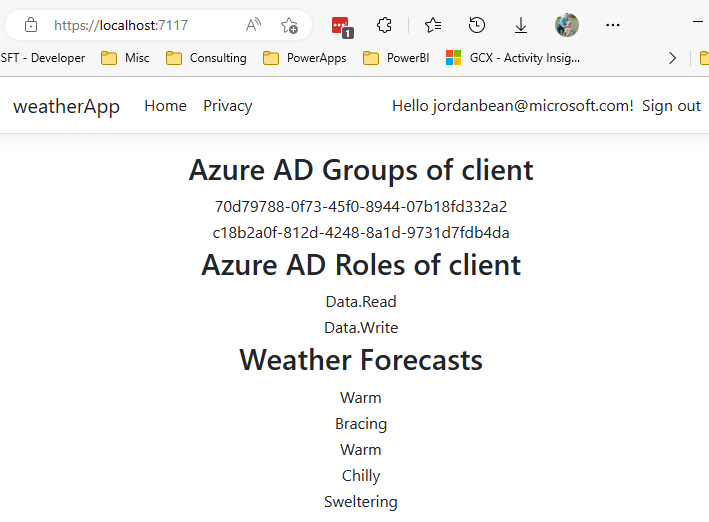 https://localhost:7117
1
SFT - Developer Misc Consulting PowerApps PowerBI GCX - Activity Insig...
weatherApp Home Privacy Hello jordanbean@microsoft.com! Sign out
Azure AD Groups of client
70d79788-0f73-45f0-8944-07b18fd332a2
c18b2a0f-812d-4248-8a1d-9731d7fdb4da
Azure AD Roles of client
Data.Read
Data.Write
Weather Forecasts
Warm
Bracing
Warm
Chilly
Sweltering